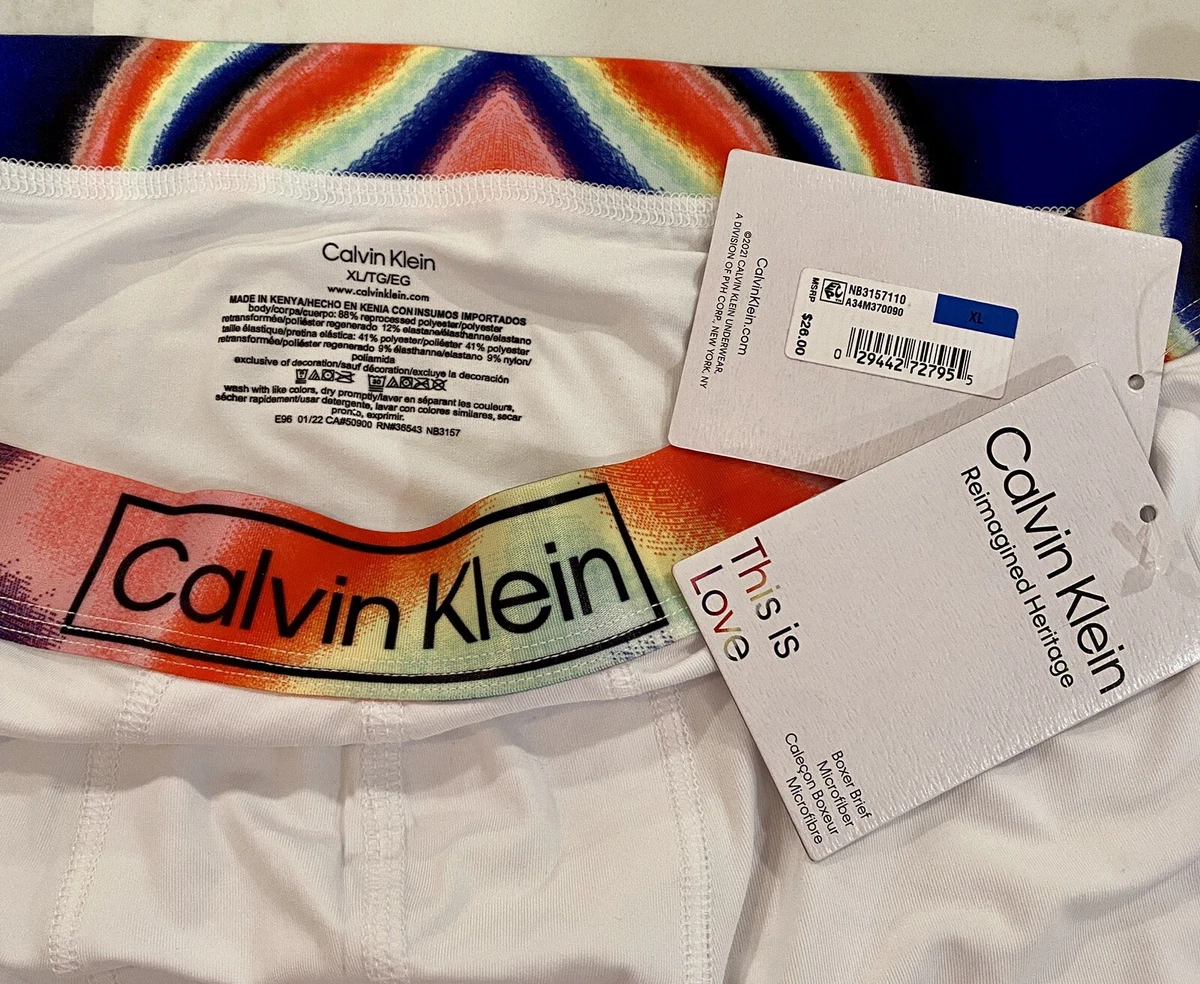 Calvin Klein
XL/TG/EG
www.calvinklein.com
MADE IN KENYA/HECHO EN KENIA CON INSUMOS IMPORTADOS
body/corps/cuerpo: 88% reprocessed polyester/polyester
retransformée/poliéster regenerado 12% elastane/élasthanne/elastano
taille élastique/pretina elástica: 41% polyester/poliéster 41% polyester
retransformée/poliéster regenerado 9% élasthanne/elastano 9% nylon/
poliamida
exclusive of decoration/sauf décoration/excluye la decoración
wash with like colors, dry promptly/laver en séparant les couleurs,
sécher rapidement/usar detergente, lavar con colores similares, secar
pronto, exprimir.
E96 01/22 CA#50900 RN#36543 NB3157
Calvin Klein
CalvinKlein.com
©2021 CALVIN KLEIN UNDERWEAR,
A DIVISION OF PVH CORP. NEW YORK, NY
NB3157110
A34M370090
XL
MSRP
$26.00
0 29442 72795 5
Calvin Klein
Reimagined Heritage
This is
Love
Boxer Brief
Microfiber
Caleçon Boxeur
Microfibre